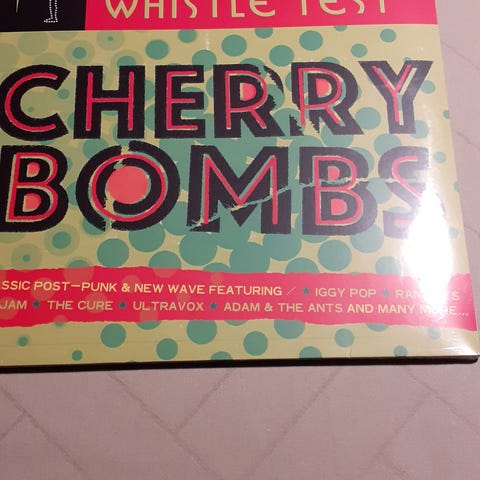 WHISTLE TEST
CHERRY
BOMBS
SSIC POST-PUNK & NEW WAVE FEATURING / ★ IGGY POP ★
JAM ★ THE CURE ★ ULTRAVOX ★ ADAM & THE ANTS AND MANY MORE...